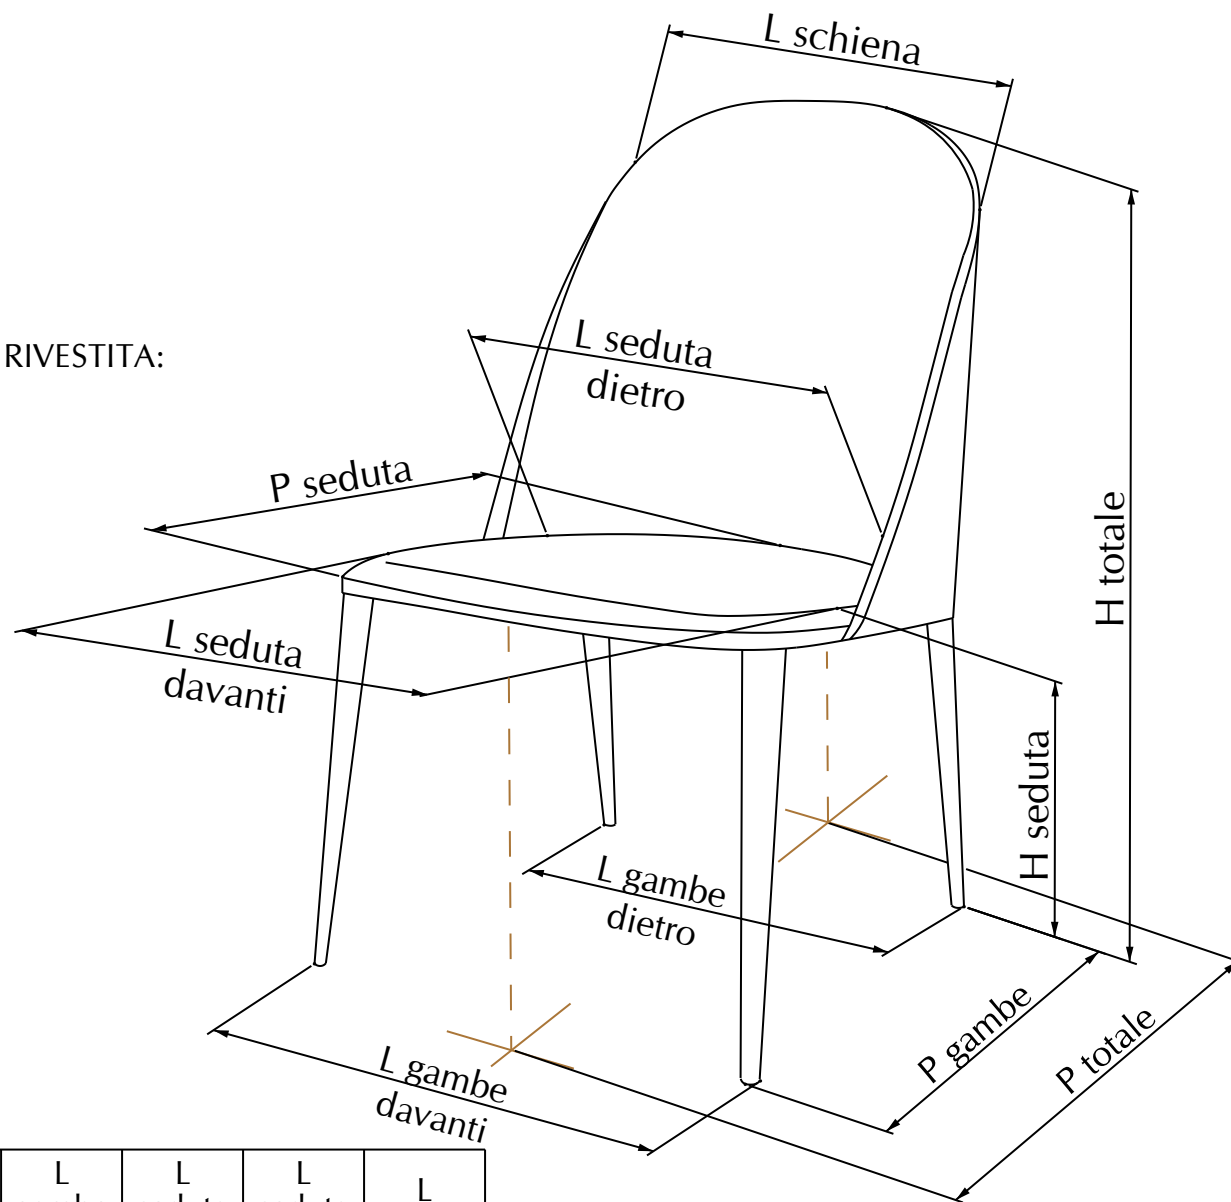 L schiena
RIVESTITA:
L seduta
dietro
P seduta
H totale
L seduta
davanti
H seduta
L gambe
dietro
P gambe
P totale
L gambe
davanti
L L L L